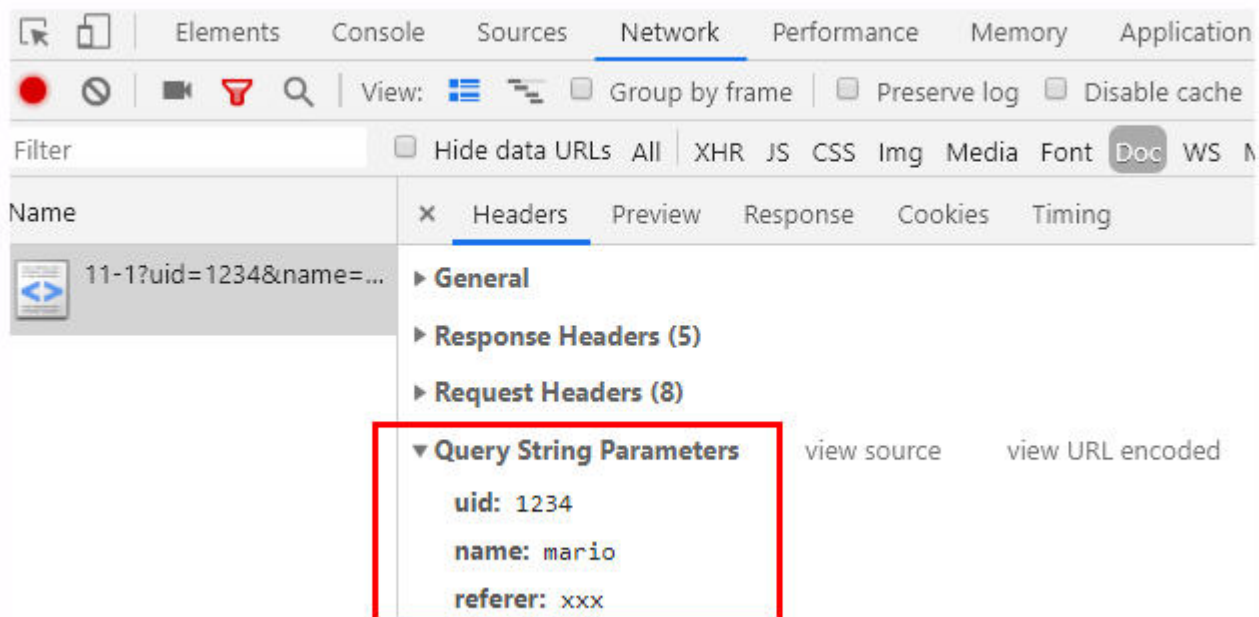 Elements Console Sources Network Performance Memory Application
View: Group by frame Preserve log Disable cache
Filter Hide data URLs All XHR JS CSS Img Media Font Doc WS
Name × Headers Preview Response Cookies Timing
11-1?uid=1234&name=... ▶ General
▶ Response Headers (5)
▶ Request Headers (8)
▼ Query String Parameters view source view URL encoded
uid: 1234
name: mario
referer: xxx